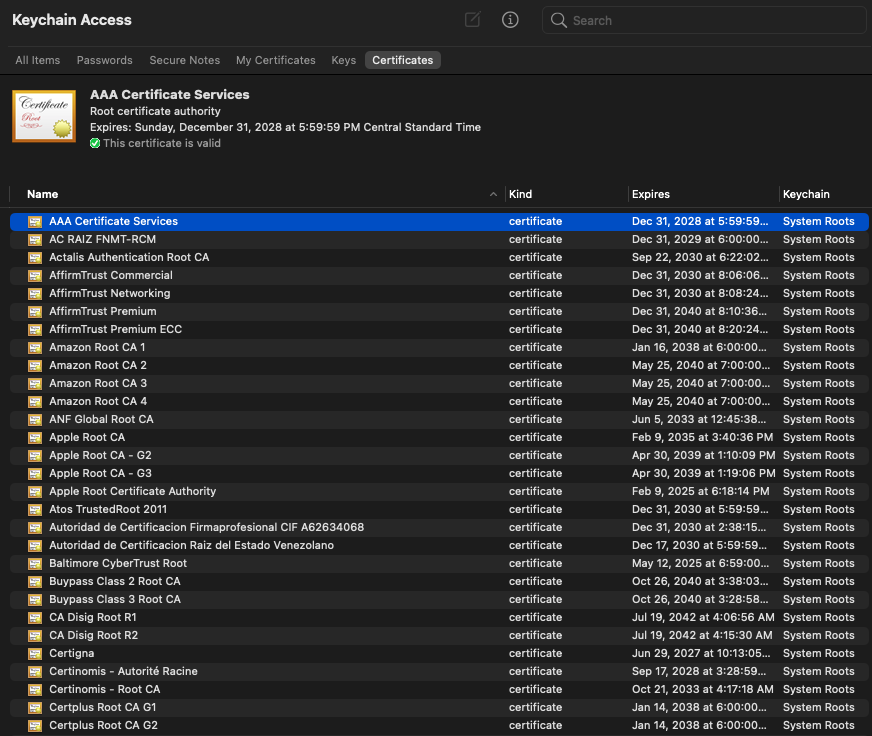 Keychain Access
Search
All Items Passwords Secure Notes My Certificates Keys Certificates
Certificate
Root
AAA Certificate Services
Root certificate authority
Expires: Sunday, December 31, 2028 at 5:59:59 PM Central Standard Time
This certificate is valid
Name Kind Expires Keychain
AAA Certificate Services certificate Dec 31, 2028 at 5:59:59... System Roots
AC RAIZ FNMT-RCM certificate Dec 31, 2029 at 6:00:00... System Roots
Actalis Authentication Root CA certificate Sep 22, 2030 at 6:22:02... System Roots
AffirmTrust Commercial certificate Dec 31, 2030 at 8:06:06... System Roots
AffirmTrust Networking certificate Dec 31, 2030 at 8:08:24... System Roots
AffirmTrust Premium certificate Dec 31, 2040 at 8:10:36... System Roots
AffirmTrust Premium ECC certificate Dec 31, 2040 at 8:20:24... System Roots
Amazon Root CA 1 certificate Jan 16, 2038 at 6:00:00... System Roots
Amazon Root CA 2 certificate May 25, 2040 at 7:00:00... System Roots
Amazon Root CA 3 certificate May 25, 2040 at 7:00:00... System Roots
Amazon Root CA 4 certificate May 25, 2040 at 7:00:00... System Roots
ANF Global Root CA certificate Jun 5, 2033 at 12:45:38... System Roots
Apple Root CA certificate Feb 9, 2035 at 3:40:36 PM System Roots
Apple Root CA - G2 certificate Apr 30, 2039 at 1:10:09 PM System Roots
Apple Root CA - G3 certificate Apr 30, 2039 at 1:19:06 PM System Roots
Apple Root Certificate Authority certificate Feb 9, 2025 at 6:18:14 PM System Roots
Atos TrustedRoot 2011 certificate Dec 31, 2030 at 5:59:59... System Roots
Autoridad de Certificacion Firmaprofesional CIF A62634068 certificate Dec 31, 2030 at 2:38:15... System Roots
Autoridad de Certificacion Raiz del Estado Venezolano certificate Dec 17, 2030 at 5:59:59... System Roots
Baltimore CyberTrust Root certificate May 12, 2025 at 6:59:00... System Roots
Buypass Class 2 Root CA certificate Oct 26, 2040 at 3:38:03... System Roots
Buypass Class 3 Root CA certificate Oct 26, 2040 at 3:28:58... System Roots
CA Disig Root R1 certificate Jul 19, 2042 at 4:06:56 AM System Roots
CA Disig Root R2 certificate Jul 19, 2042 at 4:15:30 AM System Roots
Certigna certificate Jun 29, 2027 at 10:13:05... System Roots
Certinomis - Autorité Racine certificate Sep 17, 2028 at 3:28:59... System Roots
Certinomis - Root CA certificate Oct 21, 2033 at 4:17:18 AM System Roots
Certplus Root CA G1 certificate Jan 14, 2038 at 6:00:00... System Roots
Certplus Root CA G2 certificate Jan 14, 2038 at 6:00:00... System Roots